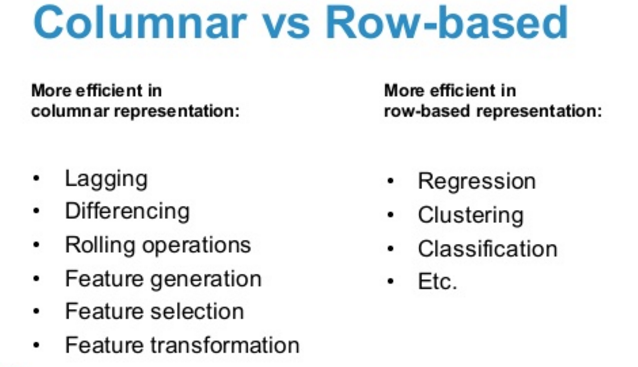 Columnar vs Row-based
More efficient in
columnar representation:
• Lagging
• Differencing
• Rolling operations
• Feature generation
• Feature selection
• Feature transformation
More efficient in
row-based representation:
• Regression
• Clustering
• Classification
• Etc.